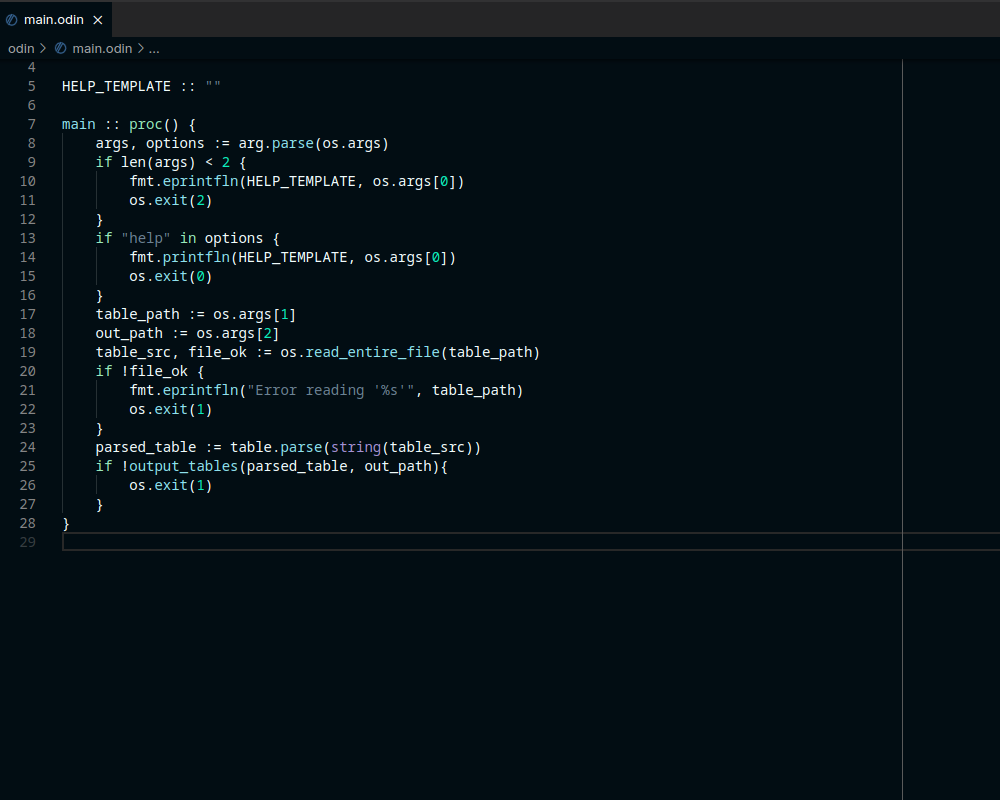 main.odin ×
odin > main.odin > ...
4
5 HELP_TEMPLATE :: ""
6
7 main :: proc() {
8     args, options := arg.parse(os.args)
9     if len(args) < 2 {
10         fmt.eprintfln(HELP_TEMPLATE, os.args[0])
11         os.exit(2)
12     }
13     if "help" in options {
14         fmt.printfln(HELP_TEMPLATE, os.args[0])
15         os.exit(0)
16     }
17     table_path := os.args[1]
18     out_path := os.args[2]
19     table_src, file_ok := os.read_entire_file(table_path)
20     if !file_ok {
21         fmt.eprintfln("Error reading '%s'", table_path)
22         os.exit(1)
23     }
24     parsed_table := table.parse(string(table_src))
25     if !output_tables(parsed_table, out_path){
26         os.exit(1)
27     }
28 }
29